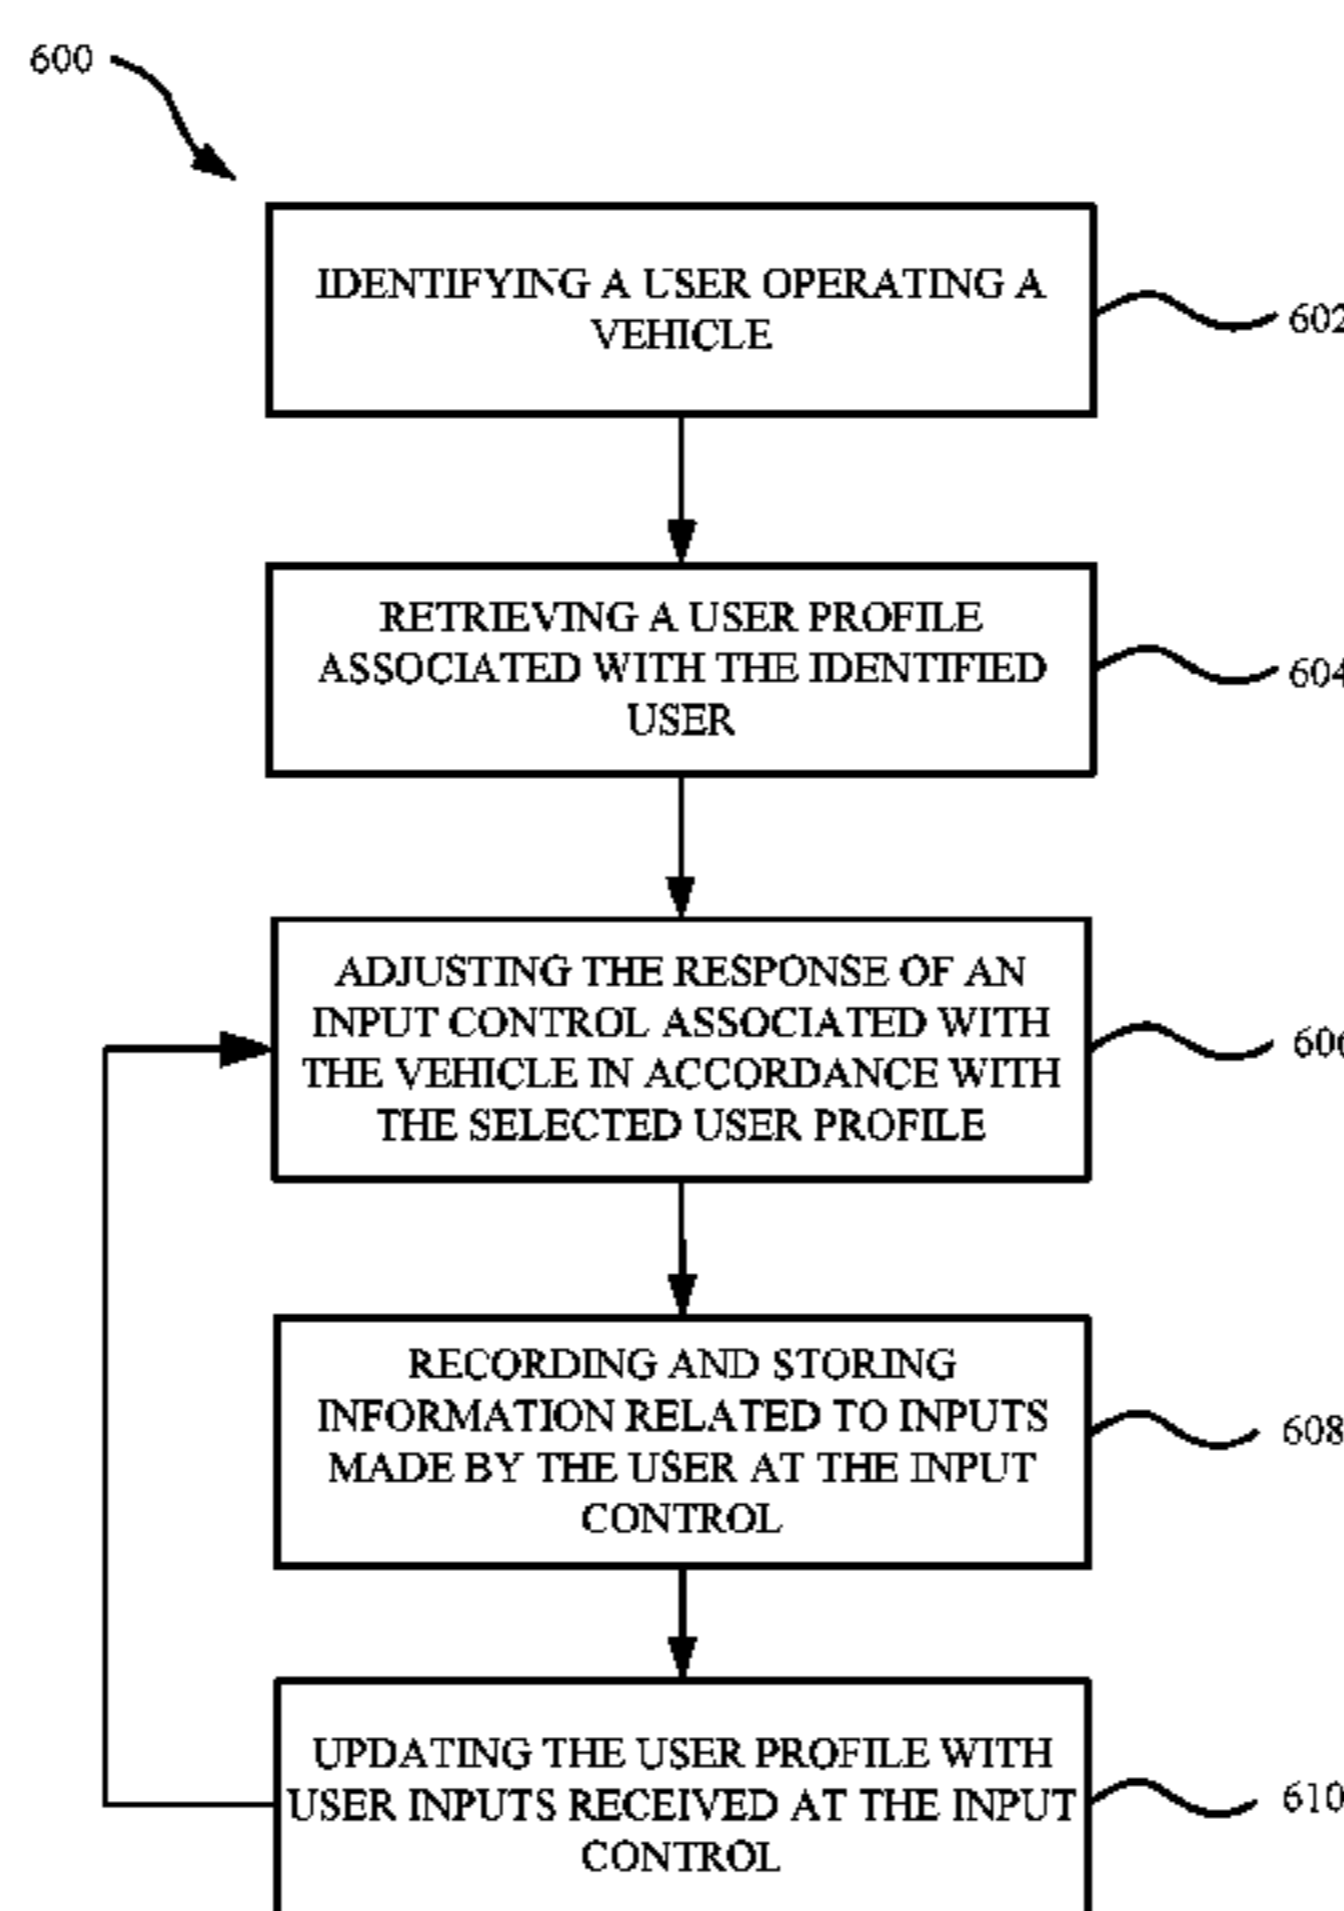 600
IDENTIFYING A USER OPERATING A
VEHICLE
602
RETRIEVING A USER PROFILE
ASSOCIATED WITH THE IDENTIFIED
USER
604
ADJUSTING THE RESPONSE OF AN
INPUT CONTROL ASSOCIATED WITH
THE VEHICLE IN ACCORDANCE WITH
THE SELECTED USER PROFILE
606
RECORDING AND STORING
INFORMATION RELATED TO INPUTS
MADE BY THE USER AT THE INPUT
CONTROL
608
UPDATING THE USER PROFILE WITH
USER INPUTS RECEIVED AT THE INPUT
CONTROL
610